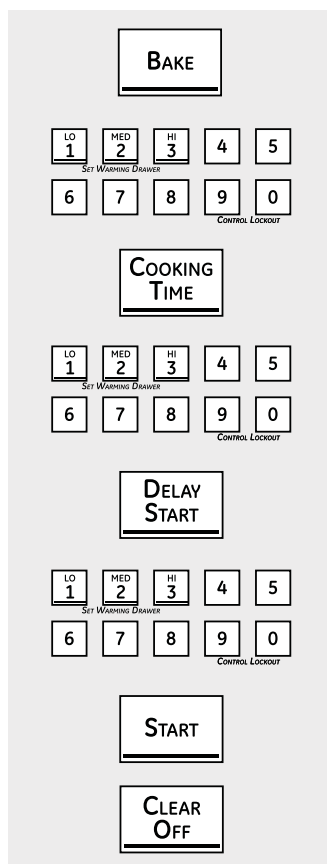 BAKE
LO MED HI
1 2 3 4 5
SET WARMING DRAWER
6 7 8 9 0
CONTROL LOCKOUT
COOKING
TIME
LO MED HI
1 2 3 4 5
SET WARMING DRAWER
6 7 8 9 0
CONTROL LOCKOUT
DELAY
START
LO MED HI
1 2 3 4 5
SET WARMING DRAWER
6 7 8 9 0
CONTROL LOCKOUT
START
CLEAR
OFF